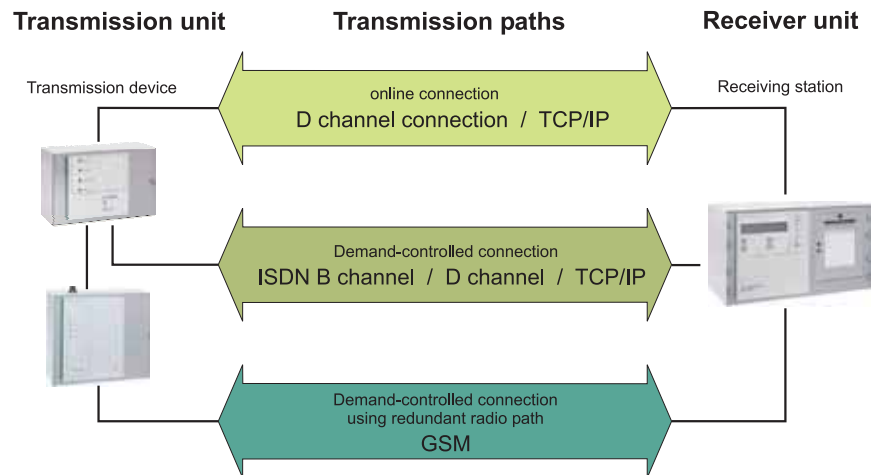 Transmission unit
Transmission paths
Receiver unit
Transmission device
Receiving station
online connection
D channel connection / TCP/IP
Demand-controlled connection
ISDN B channel / D channel / TCP/IP
Demand-controlled connection
using redundant radio path
GSM